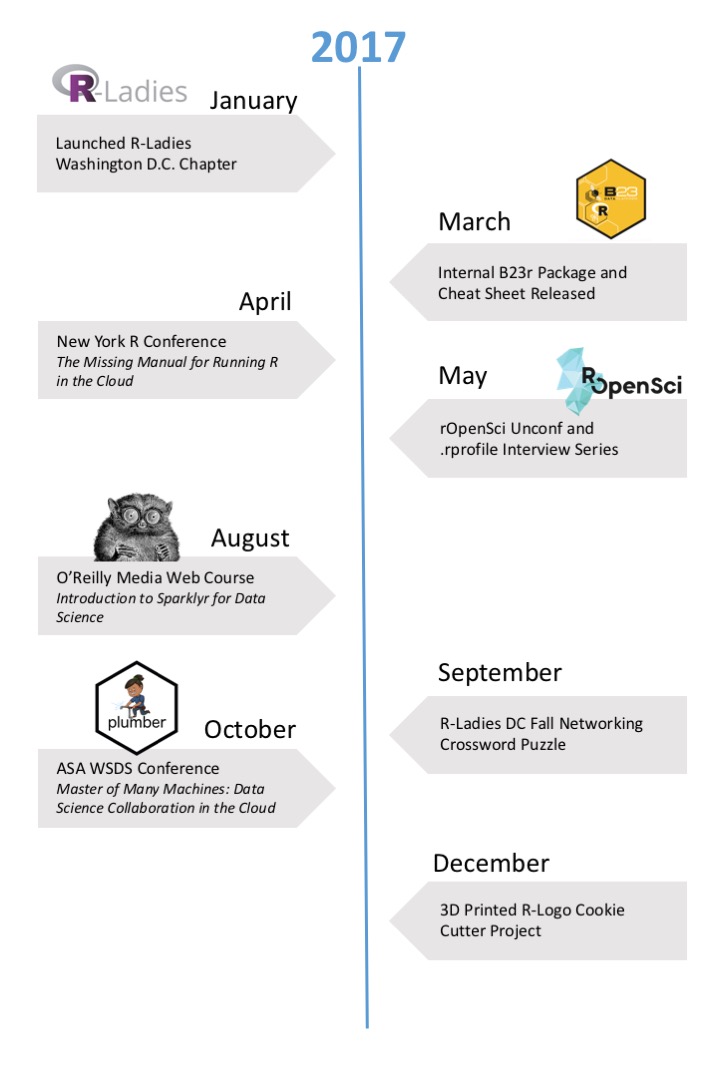 2017
R-Ladies
January
Launched R-Ladies
Washington D.C. Chapter
B23
R
March
Internal B23r Package and
Cheat Sheet Released
April
New York R Conference
The Missing Manual for Running R
in the Cloud
May
ROpenSci
rOpenSci Unconf and
.rprofile Interview Series
August
O’Reilly Media Web Course
Introduction to Sparklyr for Data
Science
September
R-Ladies DC Fall Networking
Crossword Puzzle
plumber
October
ASA WSDS Conference
Master of Many Machines: Data
Science Collaboration in the Cloud
December
3D Printed R-Logo Cookie
Cutter Project